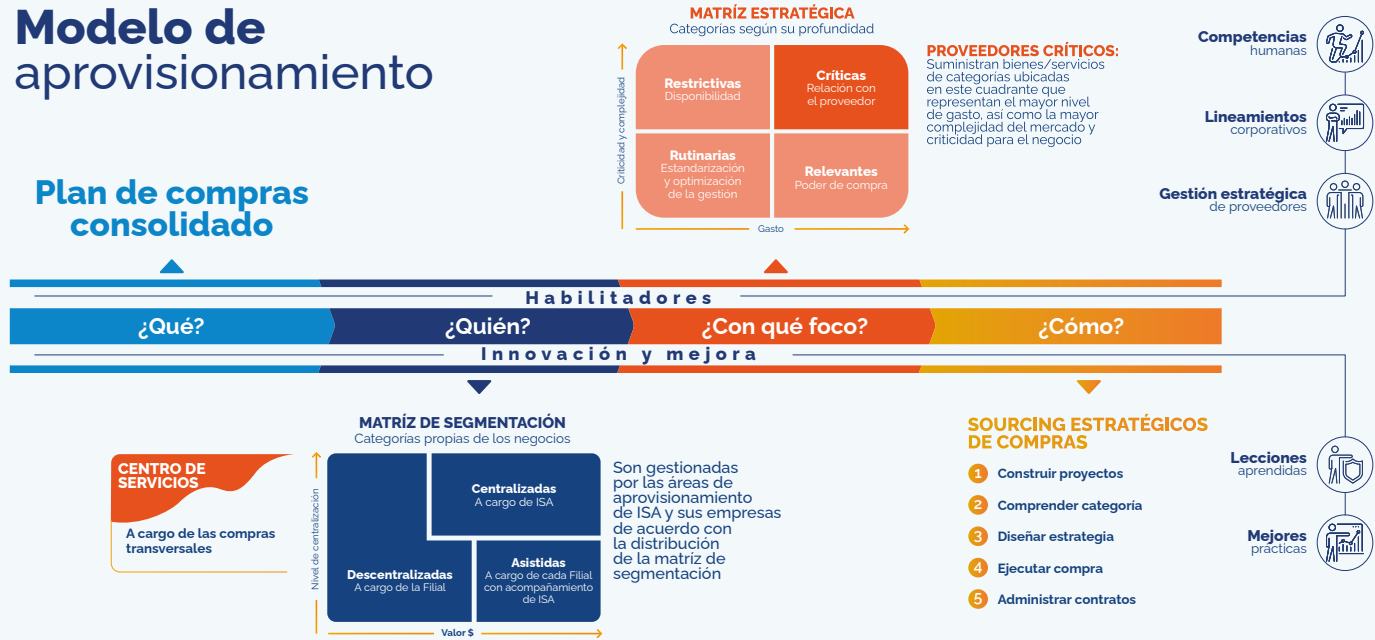 Modelo de
aprovisionamiento
Plan de compras
consolidado
MATRÍZ ESTRATÉGICA
Categorías según su profundidad
Criticidad y complejidad
Restrictivas
Disponibilidad
Críticas
Relación con
el proveedor
Rutinarias
Estandarización
y optimización
de la gestión
Relevantes
Poder de compra
Gasto
PROVEEDORES CRÍTICOS:
Suministran bienes/servicios
de categorías ubicadas
en este cuadrante que
representan el mayor nivel
de gasto, así como la mayor
complejidad del mercado y
criticidad para el negocio
Competencias
humanas
Lineamientos
corporativos
Gestión estratégica
de proveedores
Habilitadores
¿Qué?
¿Quién?
¿Con qué foco?
¿Cómo?
Innovación y mejora
CENTRO DE
SERVICIOS
A cargo de las compras
transversales
MATRÍZ DE SEGMENTACIÓN
Categorías propias de los negocios
Nivel de centralización
Centralizadas
A cargo de ISA
Descentralizadas
A cargo de la Filial
Asistidas
A cargo de cada Filial
con acompañamiento
de ISA
Valor $
Son gestionadas
por las áreas de
aprovisionamiento
de ISA y sus empresas
de acuerdo con
la distribución
de la matríz de
segmentación
SOURCING ESTRATÉGICOS
DE COMPRAS
1 Construir proyectos
2 Comprender categoría
3 Diseñar estrategia
4 Ejecutar compra
5 Administrar contratos
Lecciones
aprendidas
Mejores
prácticas